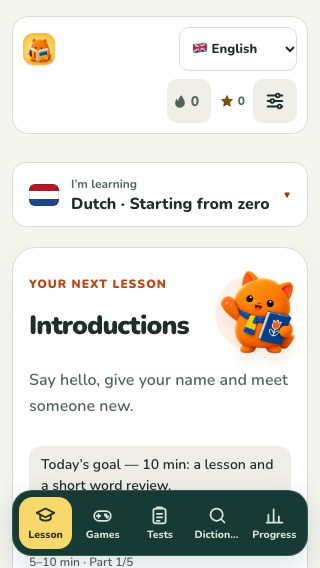 English
0
0
I'm learning
Dutch · Starting from zero
YOUR NEXT LESSON
Introductions
Say hello, give your name and meet
someone new.
Today's goal — 10 min: a lesson and
a short word review.
Lesson
Games
Tests
Diction...
Progress
5–10 min · Part 1/5